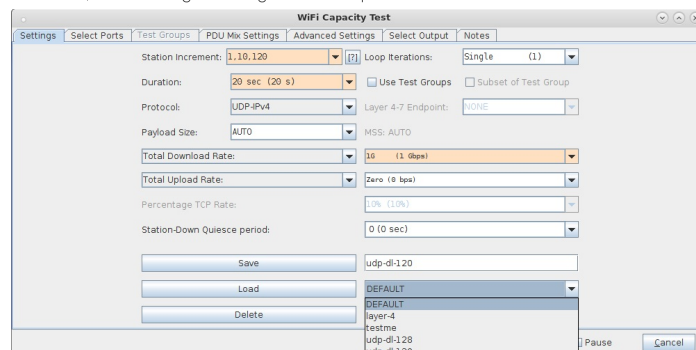 WiFi Capacity Test
Settings Select Ports Test Groups PDU Mix Settings Advanced Settings Select Output Notes
Station Increment: 1,10,120 [?] Loop Iterations: Single (1)
Duration: 20 sec (20 s) Use Test Groups Subset of Test Group
Protocol: UDP-IPv4 Layer 4-7 Endpoint: NONE
Payload Size: AUTO MSS: AUTO
Total Download Rate: 1G (1 Gbps)
Total Upload Rate: Zero (0 bps)
Percentage TCP Rate: 10% (10%)
Station-Down Quiesce period: 0 (0 sec)
Save udp-dl-120
Load DEFAULT
DEFAULT
Delete layer-4
testme
udp-dl-128
Pause Cancel